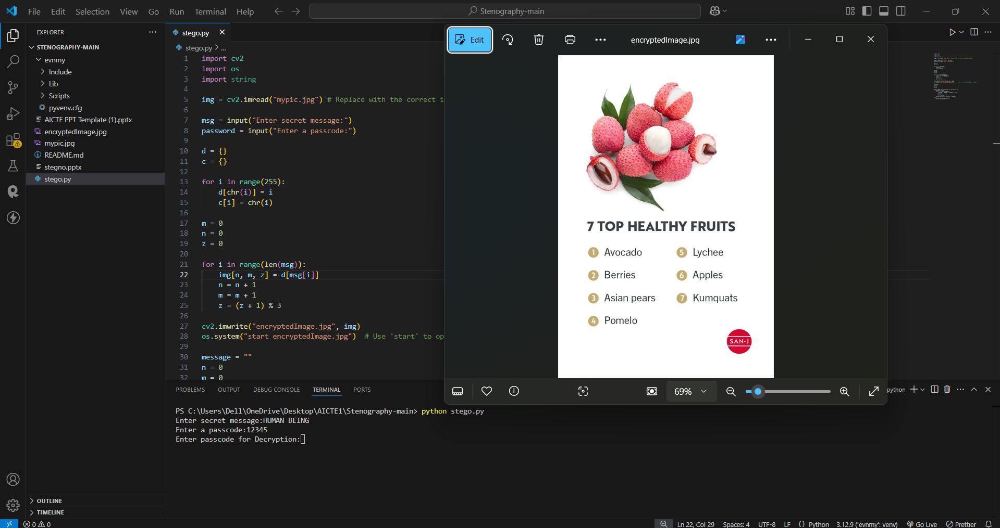 File Edit Selection View Go Run Terminal Help
Stenography-main
EXPLORER
STENOGRAPHY-MAIN
evnmy
Include
Lib
Scripts
pyvenv.cfg
AICTE PPT Template (1).pptx
encryptedImage.jpg
mypic.jpg
README.md
stegno.pptx
stego.py
OUTLINE
TIMELINE
stego.py
stego.py > ...
1 import cv2
2 import os
3 import string
4
5 img = cv2.imread("mypic.jpg") # Replace with the correct i
6
7 msg = input("Enter secret message:")
8 password = input("Enter a passcode:")
9
10 d = {}
11 c = {}
12
13 for i in range(255):
14 d[chr(i)] = i
15 c[i] = chr(i)
16
17 m = 0
18 n = 0
19 z = 0
20
21 for i in range(len(msg)):
22 img[n, m, z] = d[msg[i]]
23 n = n + 1
24 m = m + 1
25 z = (z + 1) % 3
26
27 cv2.imwrite("encryptedImage.jpg", img)
28 os.system("start encryptedImage.jpg") # Use 'start' to op
29
30 message = ""
31 n = 0
32 m = 0
Edit
encryptedImage.jpg
7 TOP HEALTHY FRUITS
1 Avocado
2 Berries
3 Asian pears
4 Pomelo
5 Lychee
6 Apples
7 Kumquats
SAN-J
69%
PROBLEMS OUTPUT DEBUG CONSOLE TERMINAL PORTS
python
PS C:\Users\Dell\OneDrive\Desktop\AICTE1\Stenography-main> python stego.py
Enter secret message:HUMAN BEING
Enter a passcode:12345
Enter passcode for Decryption:
0 0
Ln 22, Col 29 Spaces: 4 UTF-8 LF {} Python 3.12.9 ('evnmy': venv) Go Live Prettier